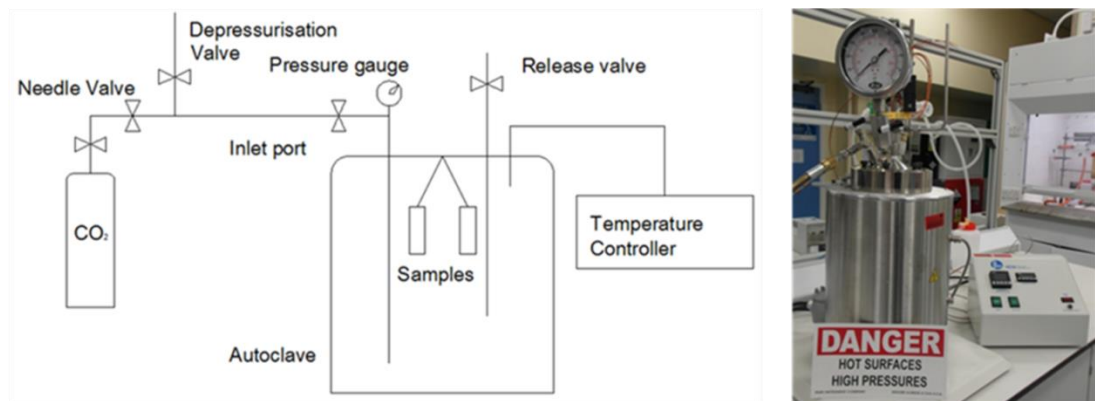 Depressurisation
Valve
Pressure gauge
Release valve
Needle Valve
Inlet port
CO₂
Samples
Temperature
Controller
Autoclave
DANGER
HOT SURFACES
HIGH PRESSURES